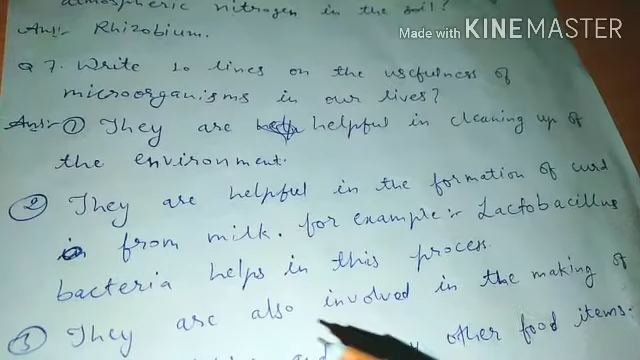 atmospheric nitrogen in the soil?
Ans:- Rhizobium.
Made with KINEMASTER
Q 7. Write 10 lines on the usefulness of
microorganisms in our lives?
Ans:- ① They are helpful in cleaning up of
the environment.
② They are helpful in the formation of curd
from milk. for example:- Lactobacillus
bacteria helps in this process.
③ They are also involved in the making of
other food items.